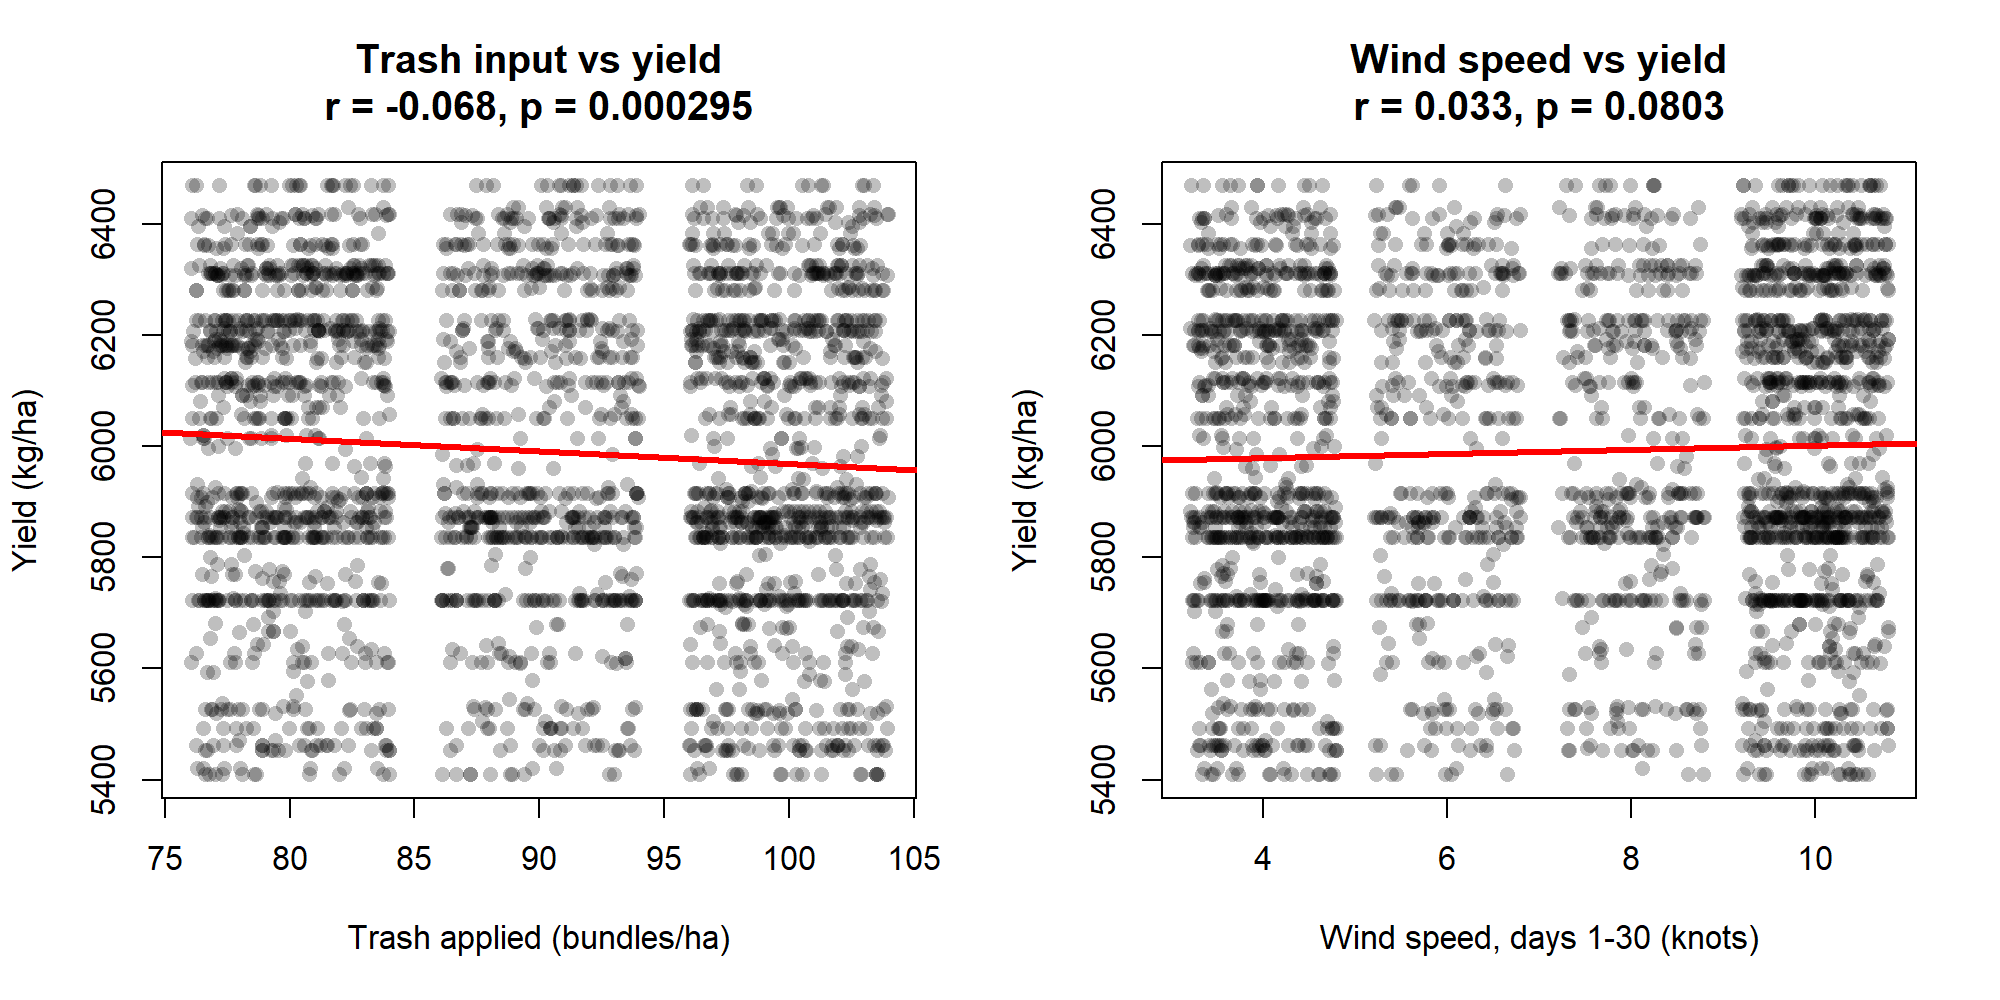 Trash input vs yield
r = -0.068, p = 0.000295
Yield (kg/ha)
5400 5600 5800 6000 6200 6400
75 80 85 90 95 100 105
Trash applied (bundles/ha)
Wind speed vs yield
r = 0.033, p = 0.0803
Yield (kg/ha)
5400 5600 5800 6000 6200 6400
4 6 8 10
Wind speed, days 1-30 (knots)